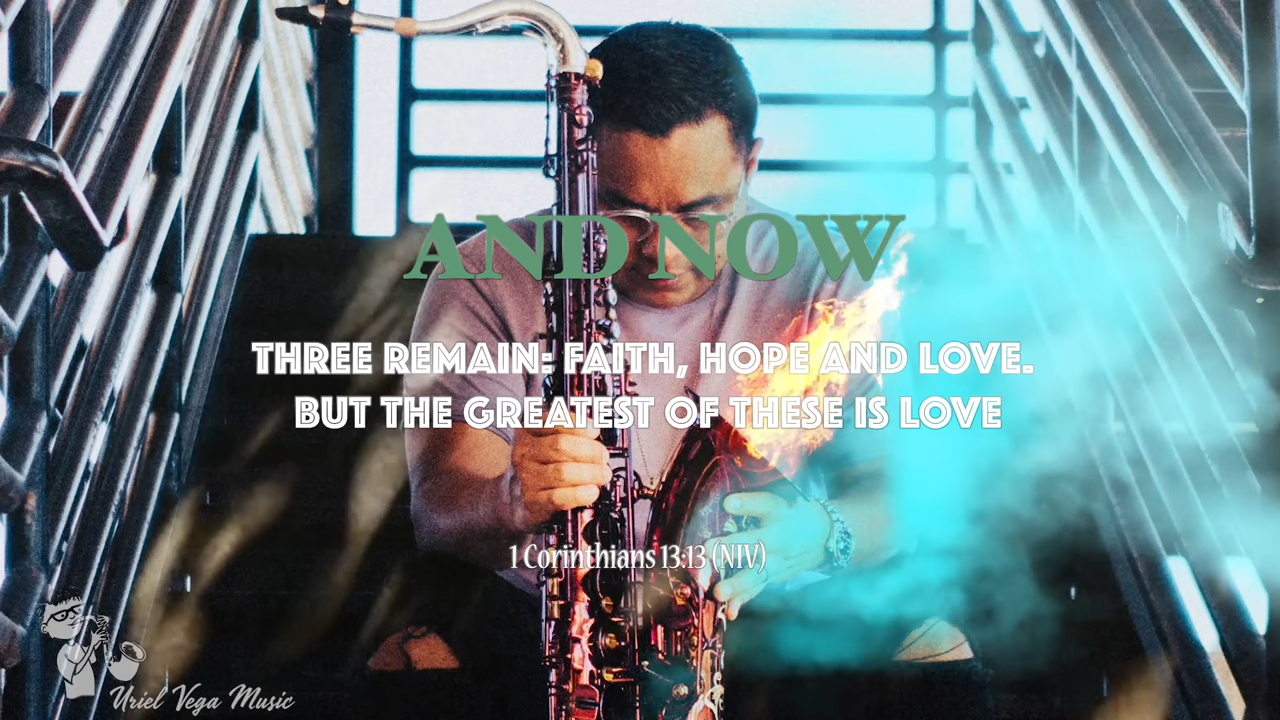 AND NOW
THREE REMAIN: FAITH, HOPE AND LOVE.
BUT THE GREATEST OF THESE IS LOVE
1 Corinthians 13:13 (NIV)
Uriel Vega Music